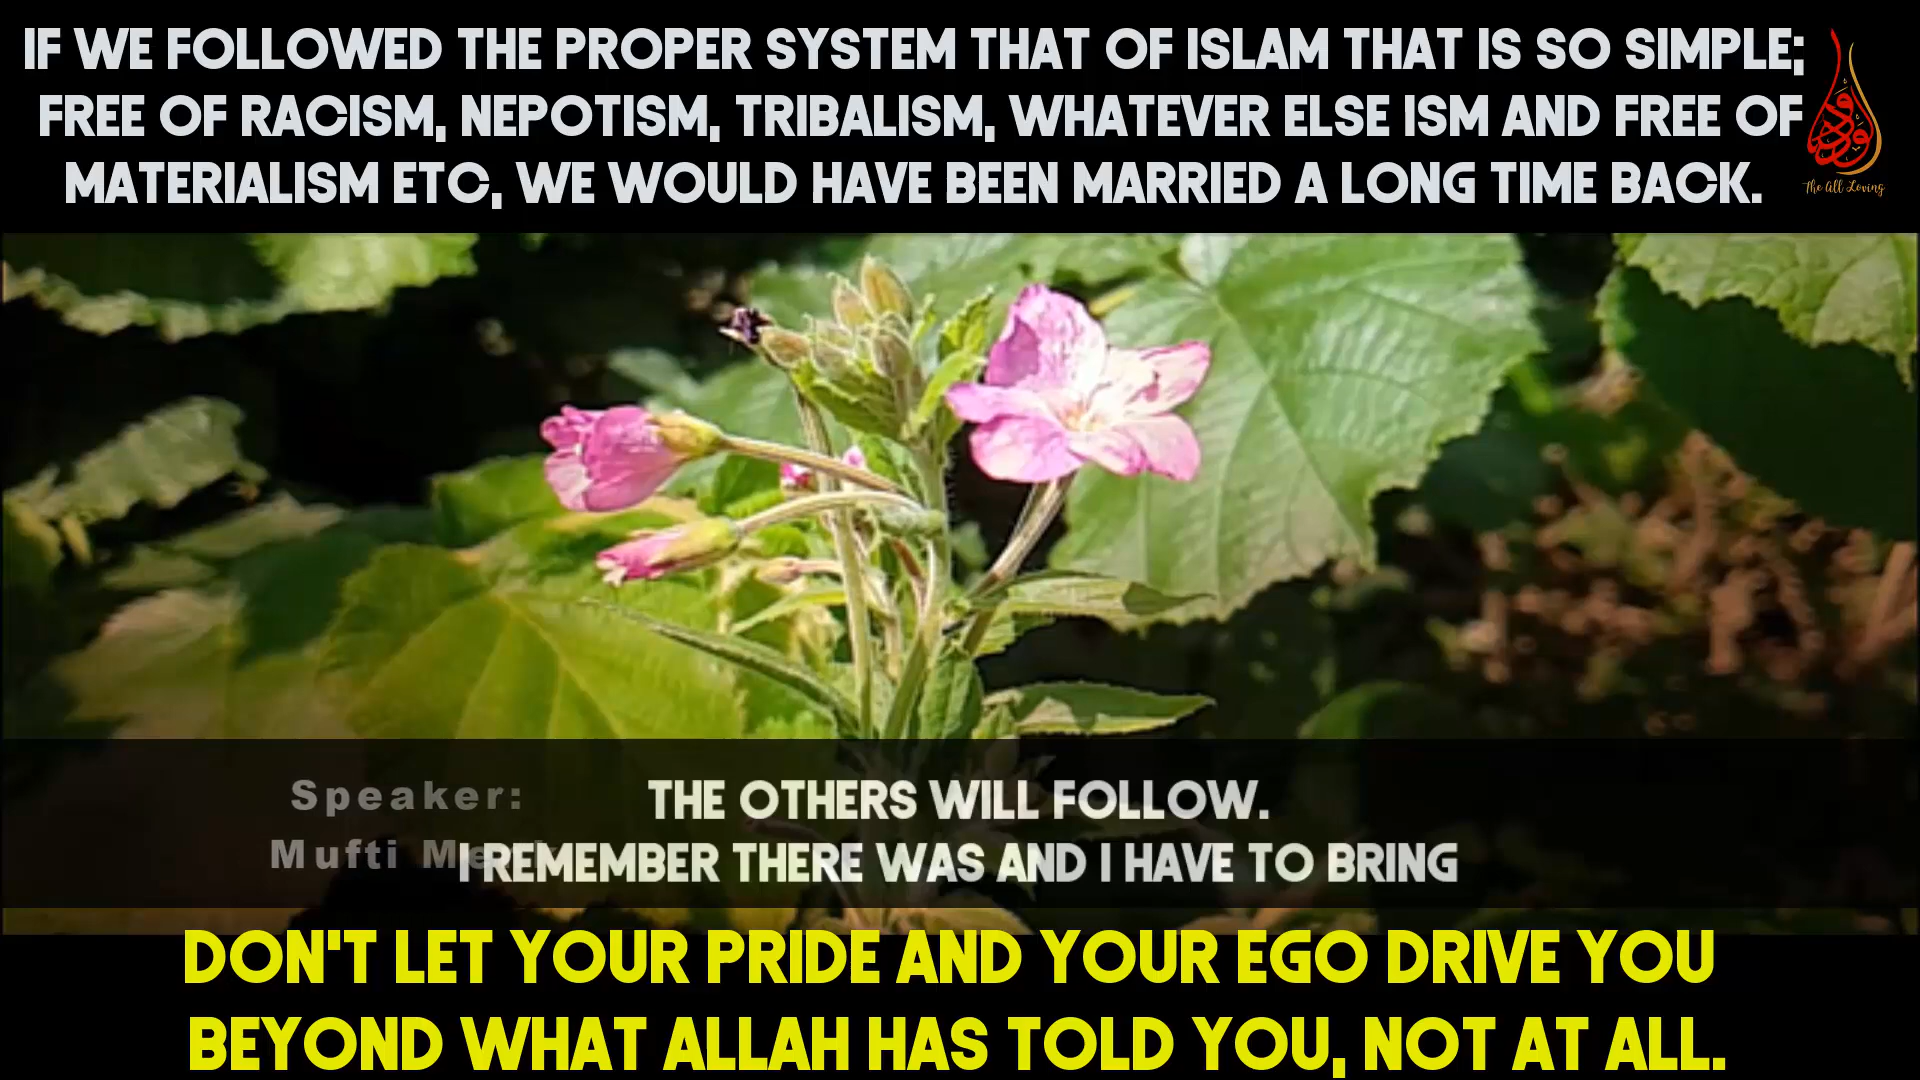 IF WE FOLLOWED THE PROPER SYSTEM THAT OF ISLAM THAT IS SO SIMPLE;
FREE OF RACISM, NEPOTISM, TRIBALISM, WHATEVER ELSE ISM AND FREE OF
MATERIALISM ETC, WE WOULD HAVE BEEN MARRIED A LONG TIME BACK.
The All Loving
Speaker:
THE OTHERS WILL FOLLOW.
Mufti
I REMEMBER THERE WAS AND I HAVE TO BRING
DON'T LET YOUR PRIDE AND YOUR EGO DRIVE YOU
BEYOND WHAT ALLAH HAS TOLD YOU, NOT AT ALL.